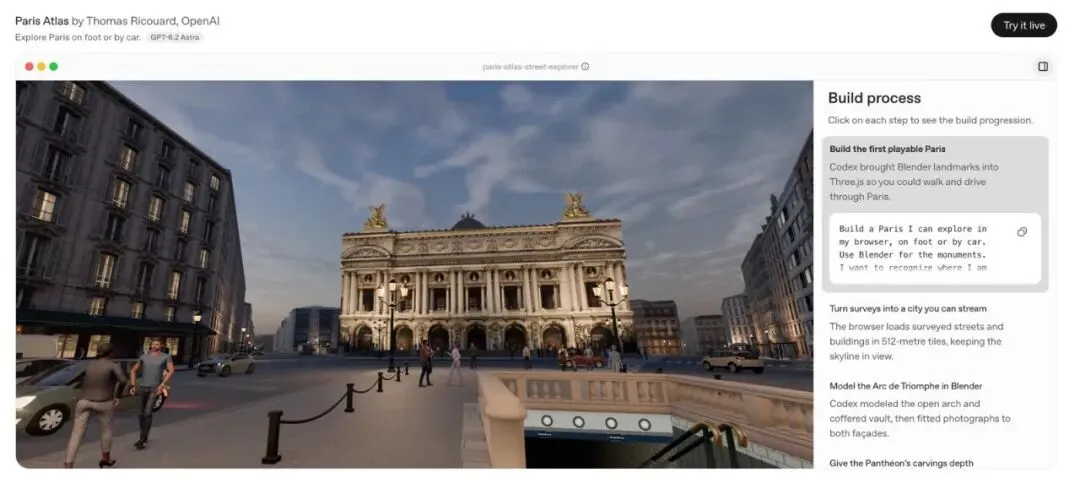 Paris Atlas by Thomas Ricouard, OpenAI
Explore Paris on foot or by car. GPT-6.2 Astra
Try it live
paris-atlas-street-explorer
Build process
Click on each step to see the build progression.
Build the first playable Paris
Codex brought Blender landmarks into
Three.js so you could walk and drive
through Paris.
Build a Paris I can explore in
my browser, on foot or by car.
Use Blender for the monuments.
I want to recognize where I am
Turn surveys into a city you can stream
The browser loads surveyed streets and
buildings in 512-metre tiles, keeping the
skyline in view.
Model the Arc de Triomphe in Blender
Codex modeled the open arch and
coffered vault, then fitted photographs to
both façades.
Give the Panthéon's carvings depth